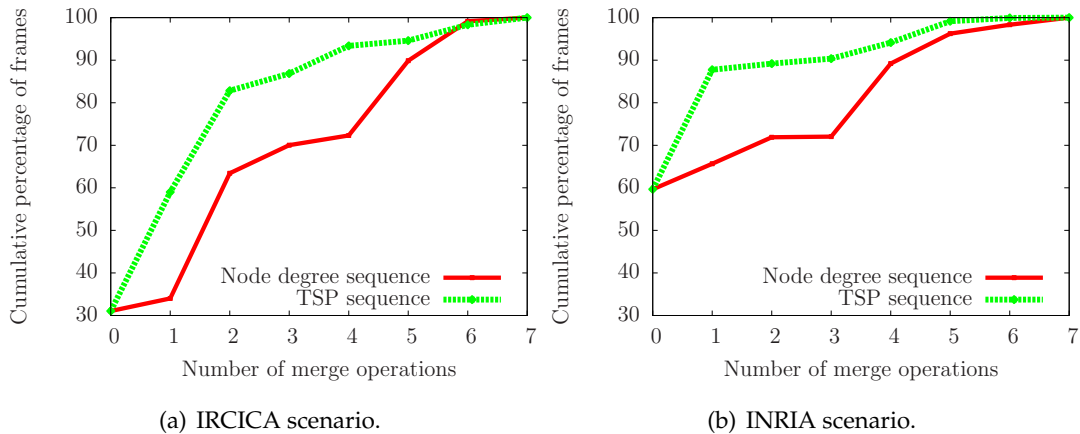 Cumulative percentage of frames
100
90
80
70
60
50
40
30
0 1 2 3 4 5 6 7
Number of merge operations
Node degree sequence
TSP sequence
(a) IRCICA scenario.
Cumulative percentage of frames
100
90
80
70
60
50
40
30
0 1 2 3 4 5 6 7
Number of merge operations
Node degree sequence
TSP sequence
(b) INRIA scenario.